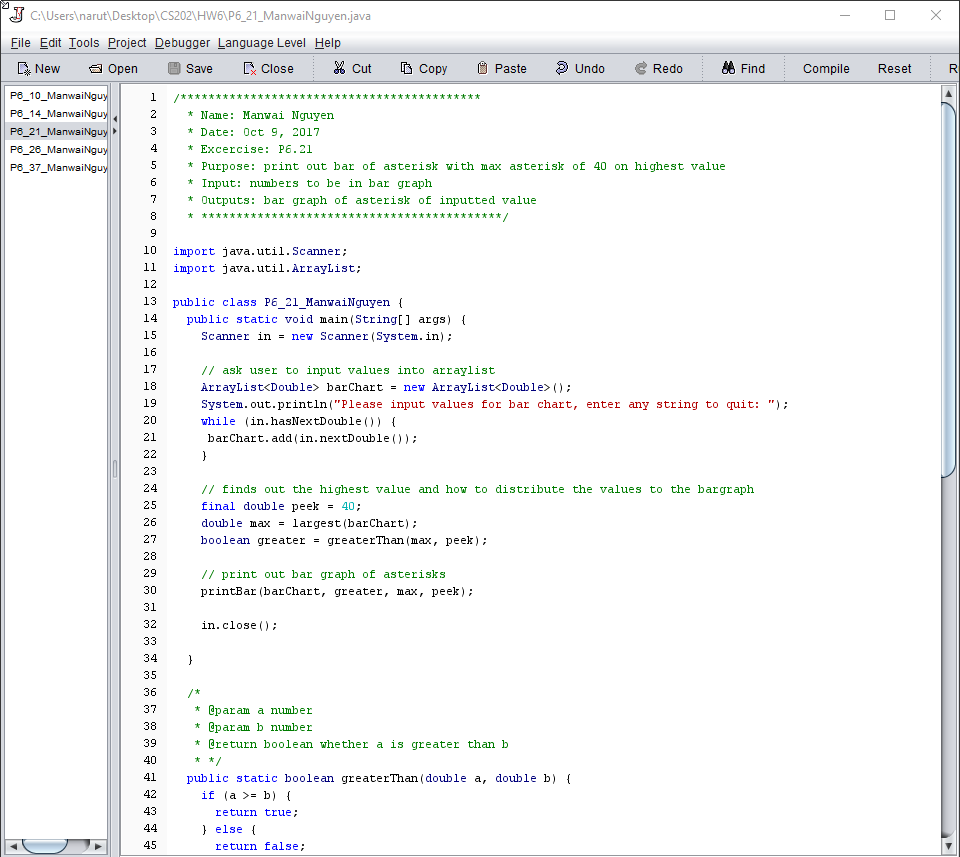 C:\Users\narut\Desktop\CS202\HW6\P6_21_ManwaiNguyen.java
File Edit Tools Project Debugger Language Level Help
New Open Save Close Cut Copy Paste Undo Redo Find Compile Reset
P6_10_ManwaiNguy
P6_14_ManwaiNguy
P6_21_ManwaiNguy
P6_26_ManwaiNguy
P6_37_ManwaiNguy
1 /*******************************************
2 * Name: Manwai Nguyen
3 * Date: Oct 9, 2017
4 * Excercise: P6.21
5 * Purpose: print out bar of asterisk with max asterisk of 40 on highest value
6 * Input: numbers to be in bar graph
7 * Outputs: bar graph of asterisk of inputted value
8 * *******************************************/
9
10 import java.util.Scanner;
11 import java.util.ArrayList;
12
13 public class P6_21_ManwaiNguyen {
14 public static void main(String[] args) {
15 Scanner in = new Scanner(System.in);
16
17 // ask user to input values into arraylist
18 ArrayList<Double> barChart = new ArrayList<Double>();
19 System.out.println("Please input values for bar chart, enter any string to quit: ");
20 while (in.hasNextDouble()) {
21 barChart.add(in.nextDouble());
22 }
23
24 // finds out the highest value and how to distribute the values to the bargraph
25 final double peek = 40;
26 double max = largest(barChart);
27 boolean greater = greaterThan(max, peek);
28
29 // print out bar graph of asterisks
30 printBar(barChart, greater, max, peek);
31
32 in.close();
33
34 }
35
36 /*
37 * @param a number
38 * @param b number
39 * @return boolean whether a is greater than b
40 * */
41 public static boolean greaterThan(double a, double b) {
42 if (a >= b) {
43 return true;
44 } else {
45 return false;